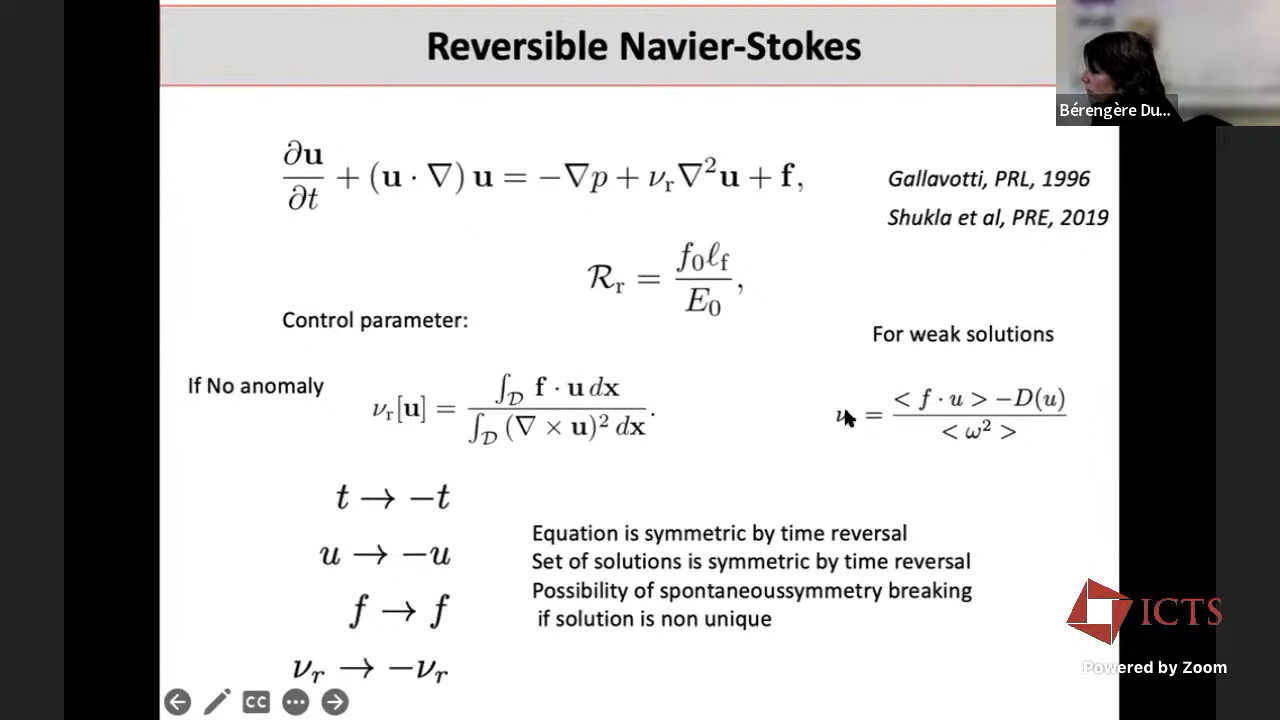 Reversible Navier-Stokes
Bérengère Du...
∂u/∂t + (u · ∇) u = −∇p + ν_r∇²u + f,
Gallavotti, PRL, 1996
Shukla et al, PRE, 2019
R_r = f₀ℓ_f / E₀,
Control parameter:
For weak solutions
If No anomaly
ν_r[u] = ∫_D f · u dx / ∫_D (∇ × u)² dx.
= < f · u > −D(u) / < ω² >
t → −t
u → −u
f → f
ν_r → −ν_r
Equation is symmetric by time reversal
Set of solutions is symmetric by time reversal
Possibility of spontaneoussymmetry breaking
if solution is non unique
ICTS
Powered by Zoom
CC